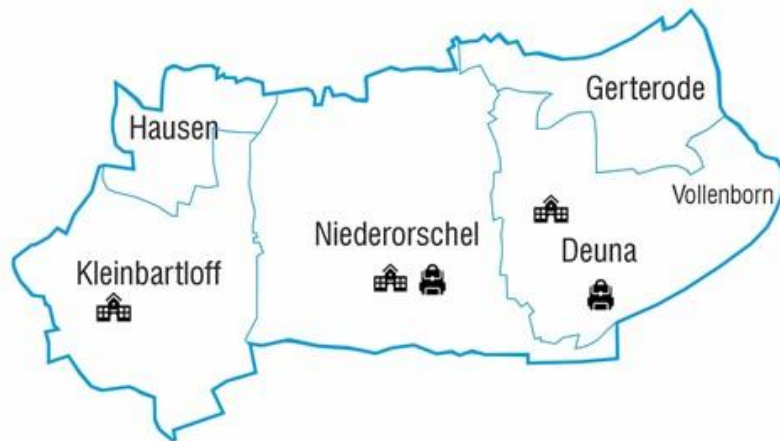 Gerterode
Hausen
Vollenborn
Niederorschel
Deuna
Kleinbartloff